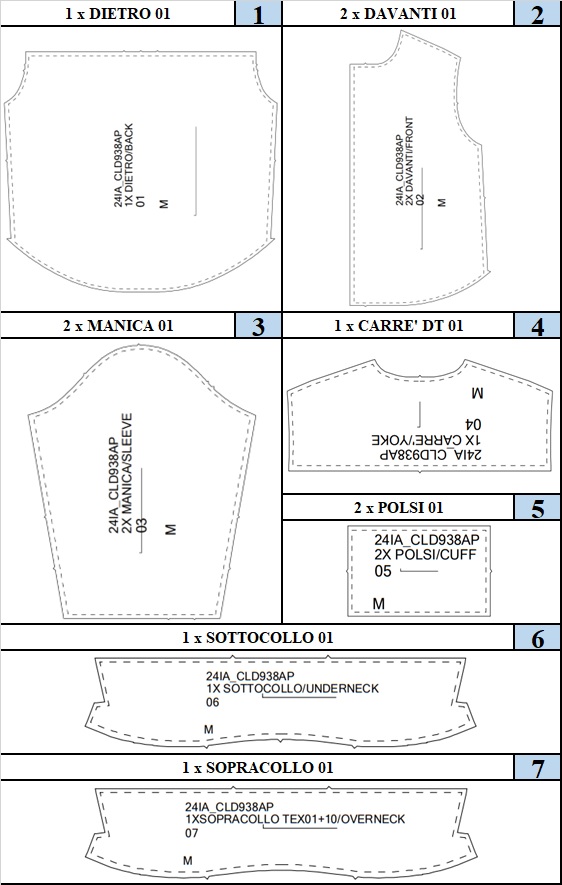 1 x DIETRO 01
1
24IA_CLD938AP
1X DIETRO/BACK
01
M
2 x DAVANTI 01
2
24IA_CLD938AP
2X DAVANTI/FRONT
02
M
2 x MANICA 01
3
24IA_CLD938AP
2X MANICA/SLEEVE
03
M
1 x CARRE' DT 01
4
24IA_CLD938AP
1X CARRE/YOKE
04
M
2 x POLSI 01
5
24IA_CLD938AP
2X POLSI/CUFF
05
M
1 x SOTTOCOLLO 01
6
24IA_CLD938AP
1X SOTTOCOLLO/UNDERNECK
06
M
1 x SOPRACOLLO 01
7
24IA_CLD938AP
1XSOPRACOLLO TEX01+10/OVERNECK
07
M